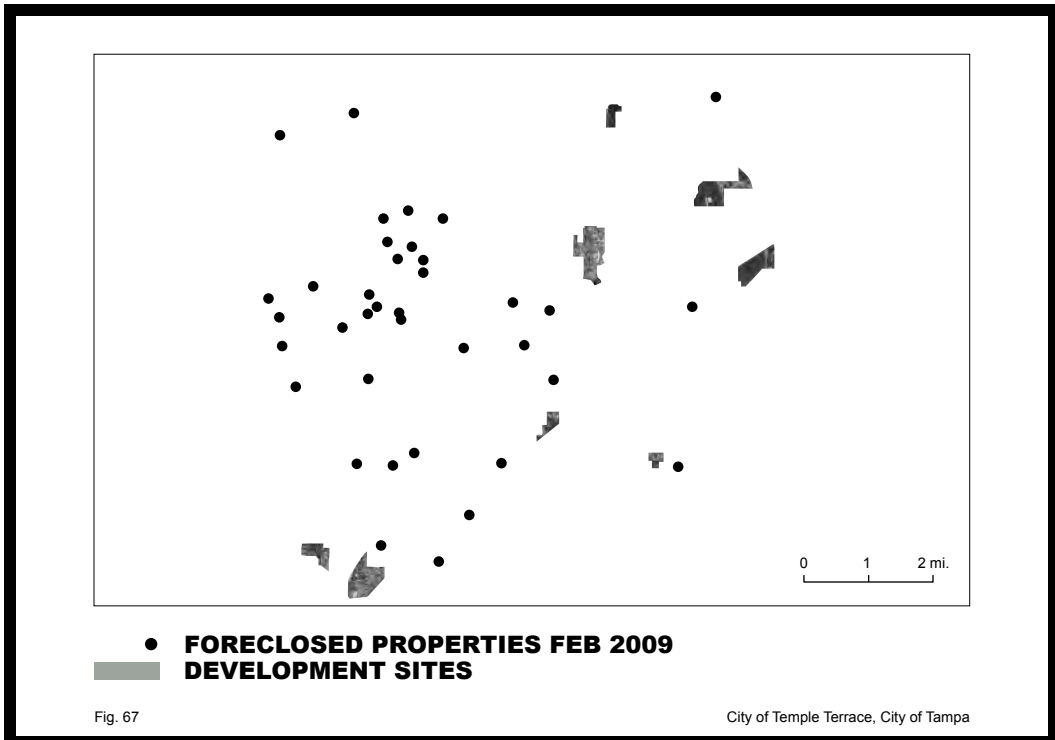 0 1 2 mi.
FORECLOSED PROPERTIES FEB 2009
DEVELOPMENT SITES
Fig. 67 City of Temple Terrace, City of Tampa